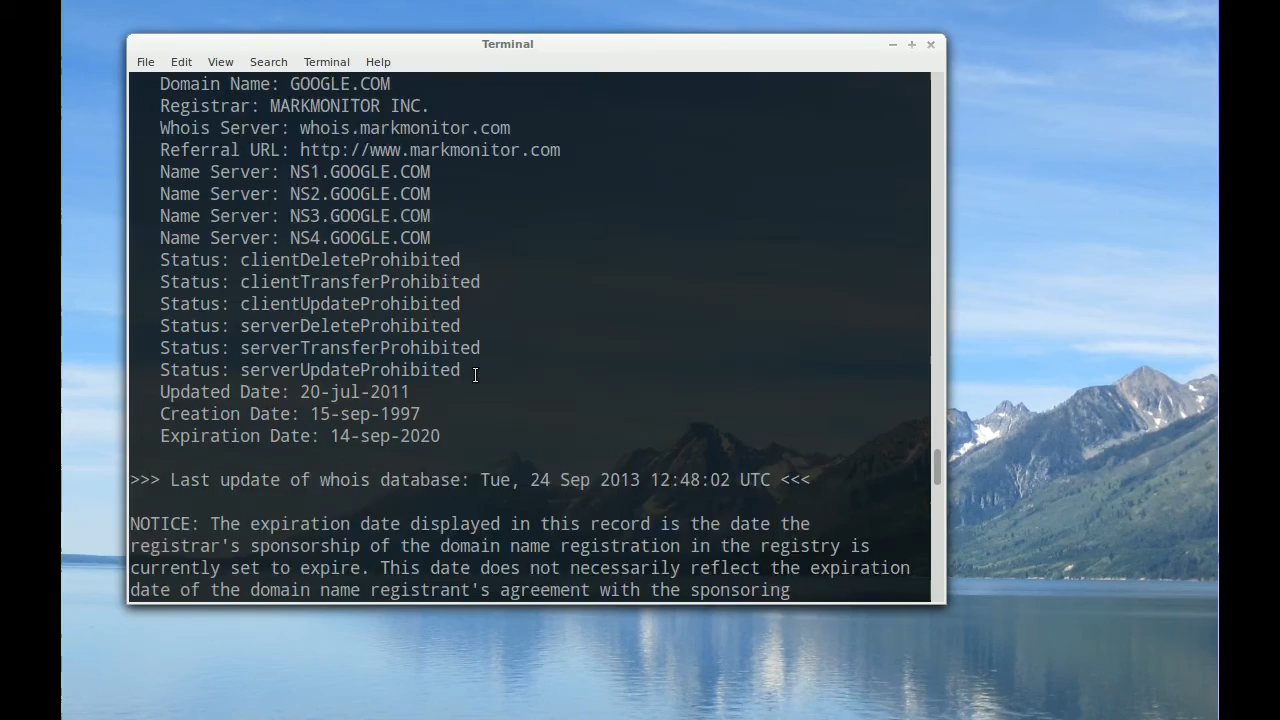 Terminal
File Edit View Search Terminal Help
Domain Name: GOOGLE.COM
Registrar: MARKMONITOR INC.
Whois Server: whois.markmonitor.com
Referral URL: http://www.markmonitor.com
Name Server: NS1.GOOGLE.COM
Name Server: NS2.GOOGLE.COM
Name Server: NS3.GOOGLE.COM
Name Server: NS4.GOOGLE.COM
Status: clientDeleteProhibited
Status: clientTransferProhibited
Status: clientUpdateProhibited
Status: serverDeleteProhibited
Status: serverTransferProhibited
Status: serverUpdateProhibited
Updated Date: 20-jul-2011
Creation Date: 15-sep-1997
Expiration Date: 14-sep-2020
>>> Last update of whois database: Tue, 24 Sep 2013 12:48:02 UTC <<<
NOTICE: The expiration date displayed in this record is the date the
registrar's sponsorship of the domain name registration in the registry is
currently set to expire. This date does not necessarily reflect the expiration
date of the domain name registrant's agreement with the sponsoring